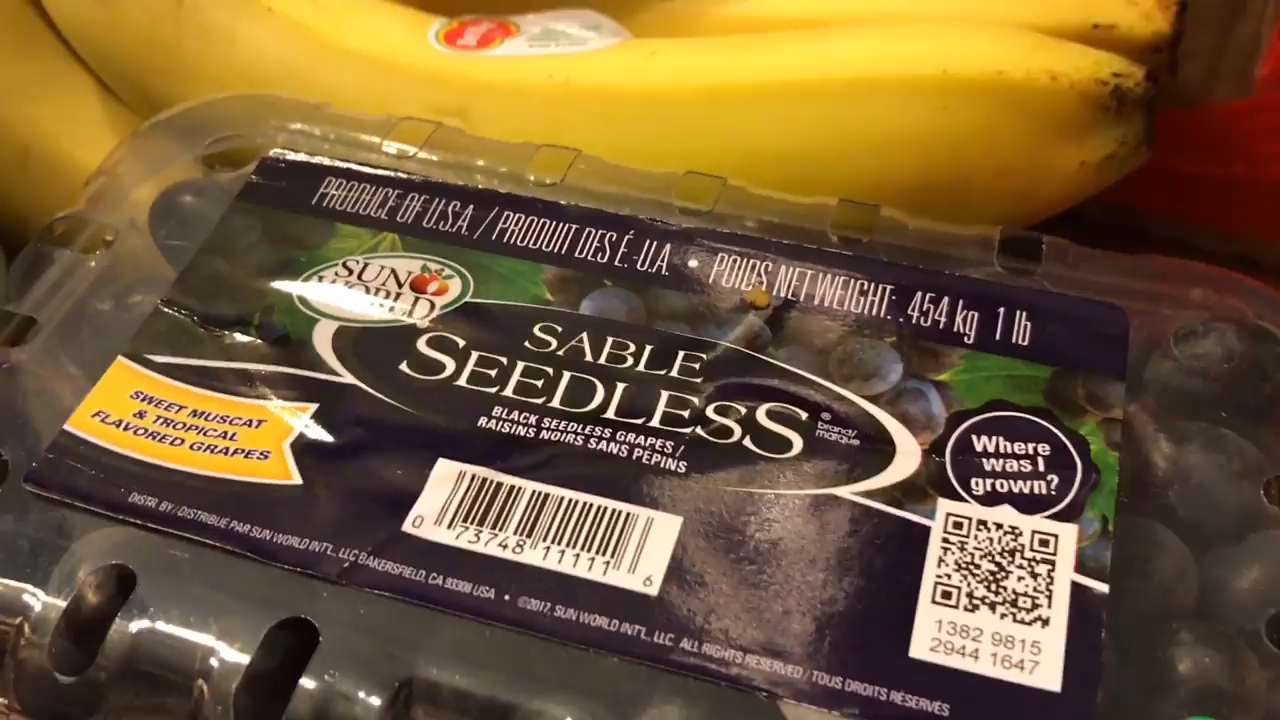 PRODUCE OF U.S.A. / PRODUIT DES É.-U.A. • POIDS NET WEIGHT: .454 kg 1 lb
SUN
WORLD®
SABLE
SEEDLESS®
brand/
marque
BLACK SEEDLESS GRAPES /
RAISINS NOIRS SANS PÉPINS
SWEET MUSCAT
& TROPICAL
FLAVORED GRAPES
Where
was I
grown?
0 73748 11111 6
1382 9815
2944 1647
DISTR. BY / DISTRIBUÉ PAR SUN WORLD INT'L, LLC BAKERSFIELD, CA 93308 USA • ©2017, SUN WORLD INT'L, LLC ALL RIGHTS RESERVED / TOUS DROITS RÉSERVÉS